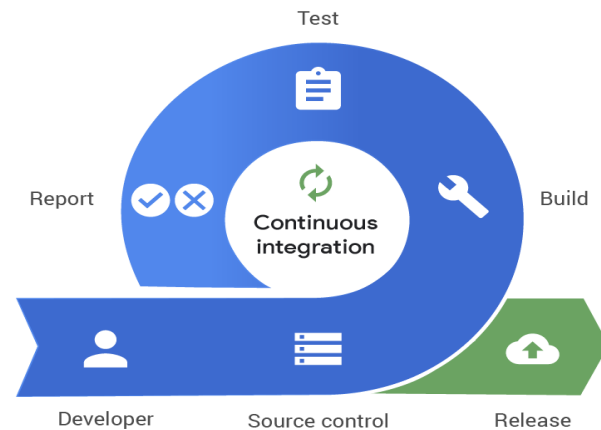 Test
Report
Continuous
integration
Build
Developer
Source control
Release